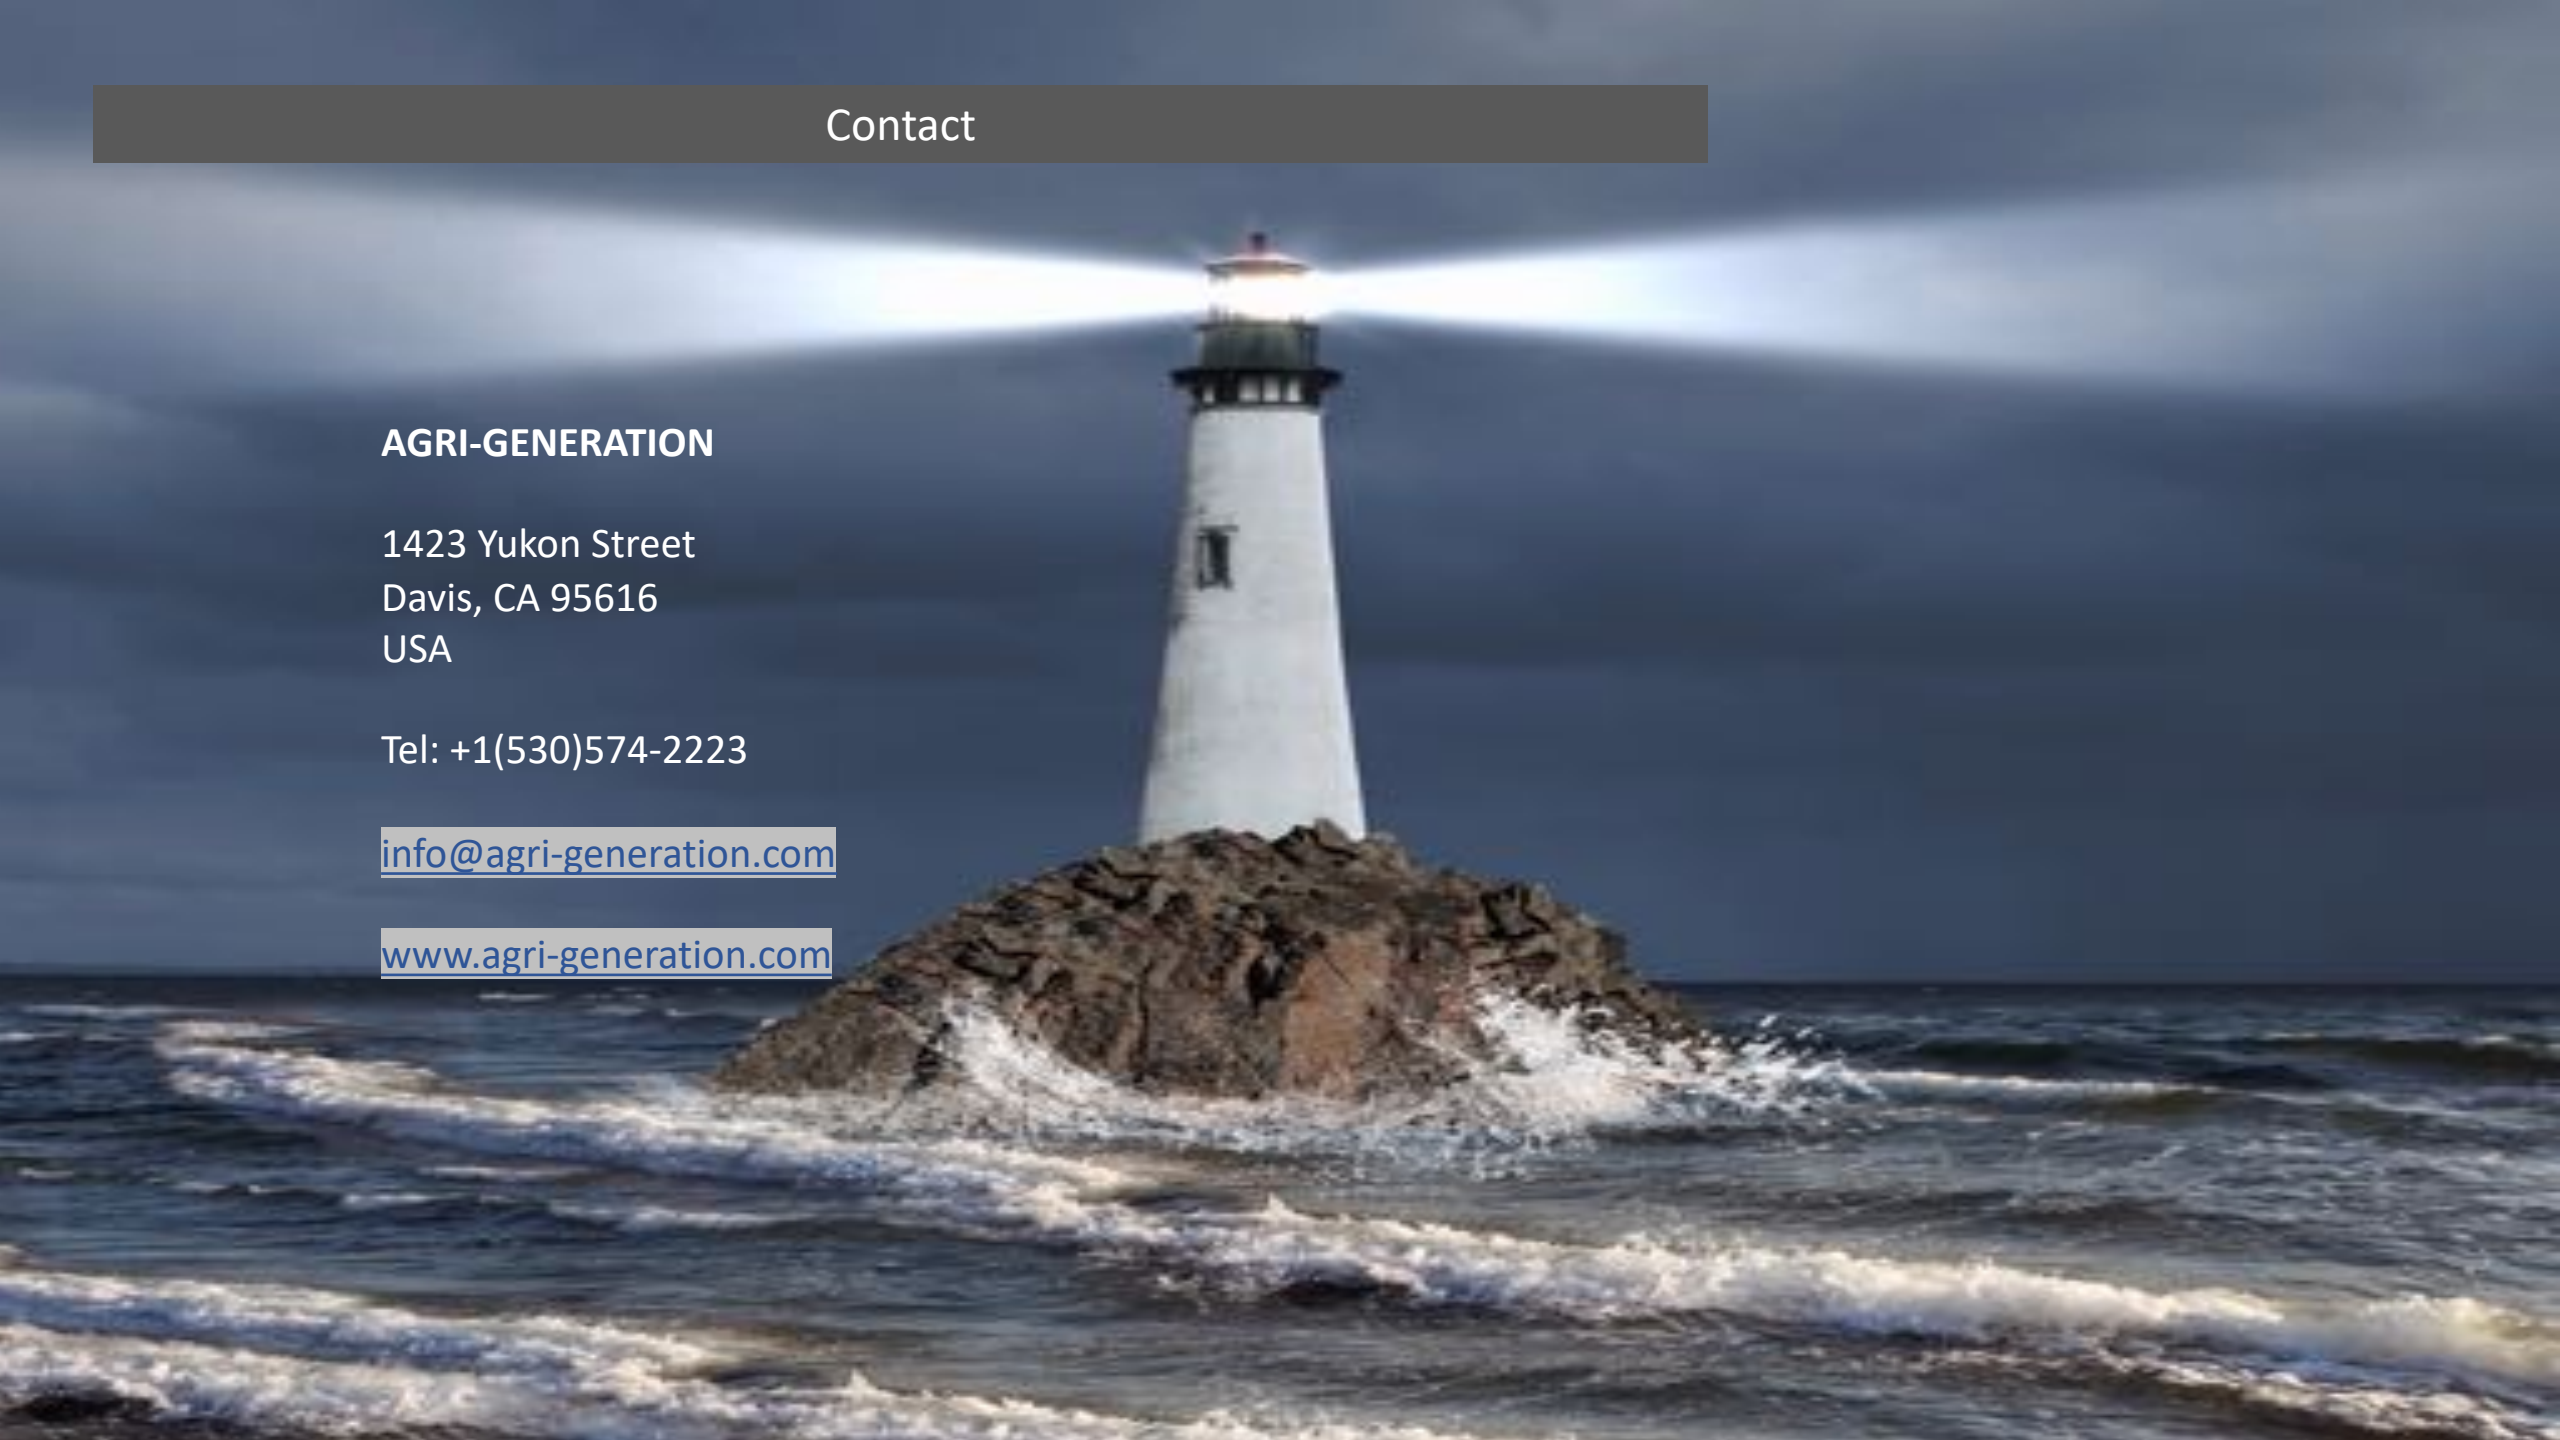 Contact
AGRI-GENERATION
1423 Yukon Street
Davis, CA 95616
USA
Tel: +1(530)574-2223
info@agri-generation.com
www.agri-generation.com